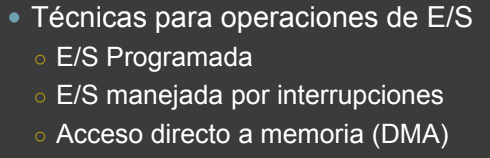 • Técnicas para operaciones de E/S
○ E/S Programada
○ E/S manejada por interrupciones
○ Acceso directo a memoria (DMA)